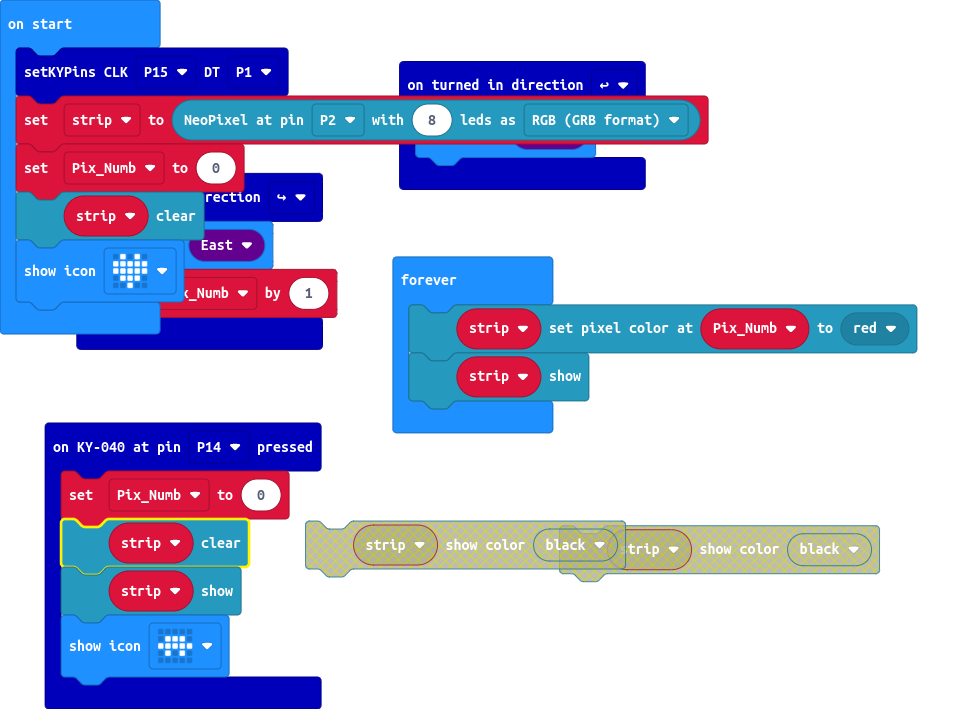 on start
setKYPins CLK P15 DT P1
set strip to NeoPixel at pin P2 with 8 leds as RGB (GRB format)
set Pix_Numb to 0
strip clear
show icon
on turned in direction ↩
rection ↪
East
x_Numb by 1
forever
strip set pixel color at Pix_Numb to red
strip show
on KY-040 at pin P14 pressed
set Pix_Numb to 0
strip clear
strip show
show icon
strip show color black
trip show color black